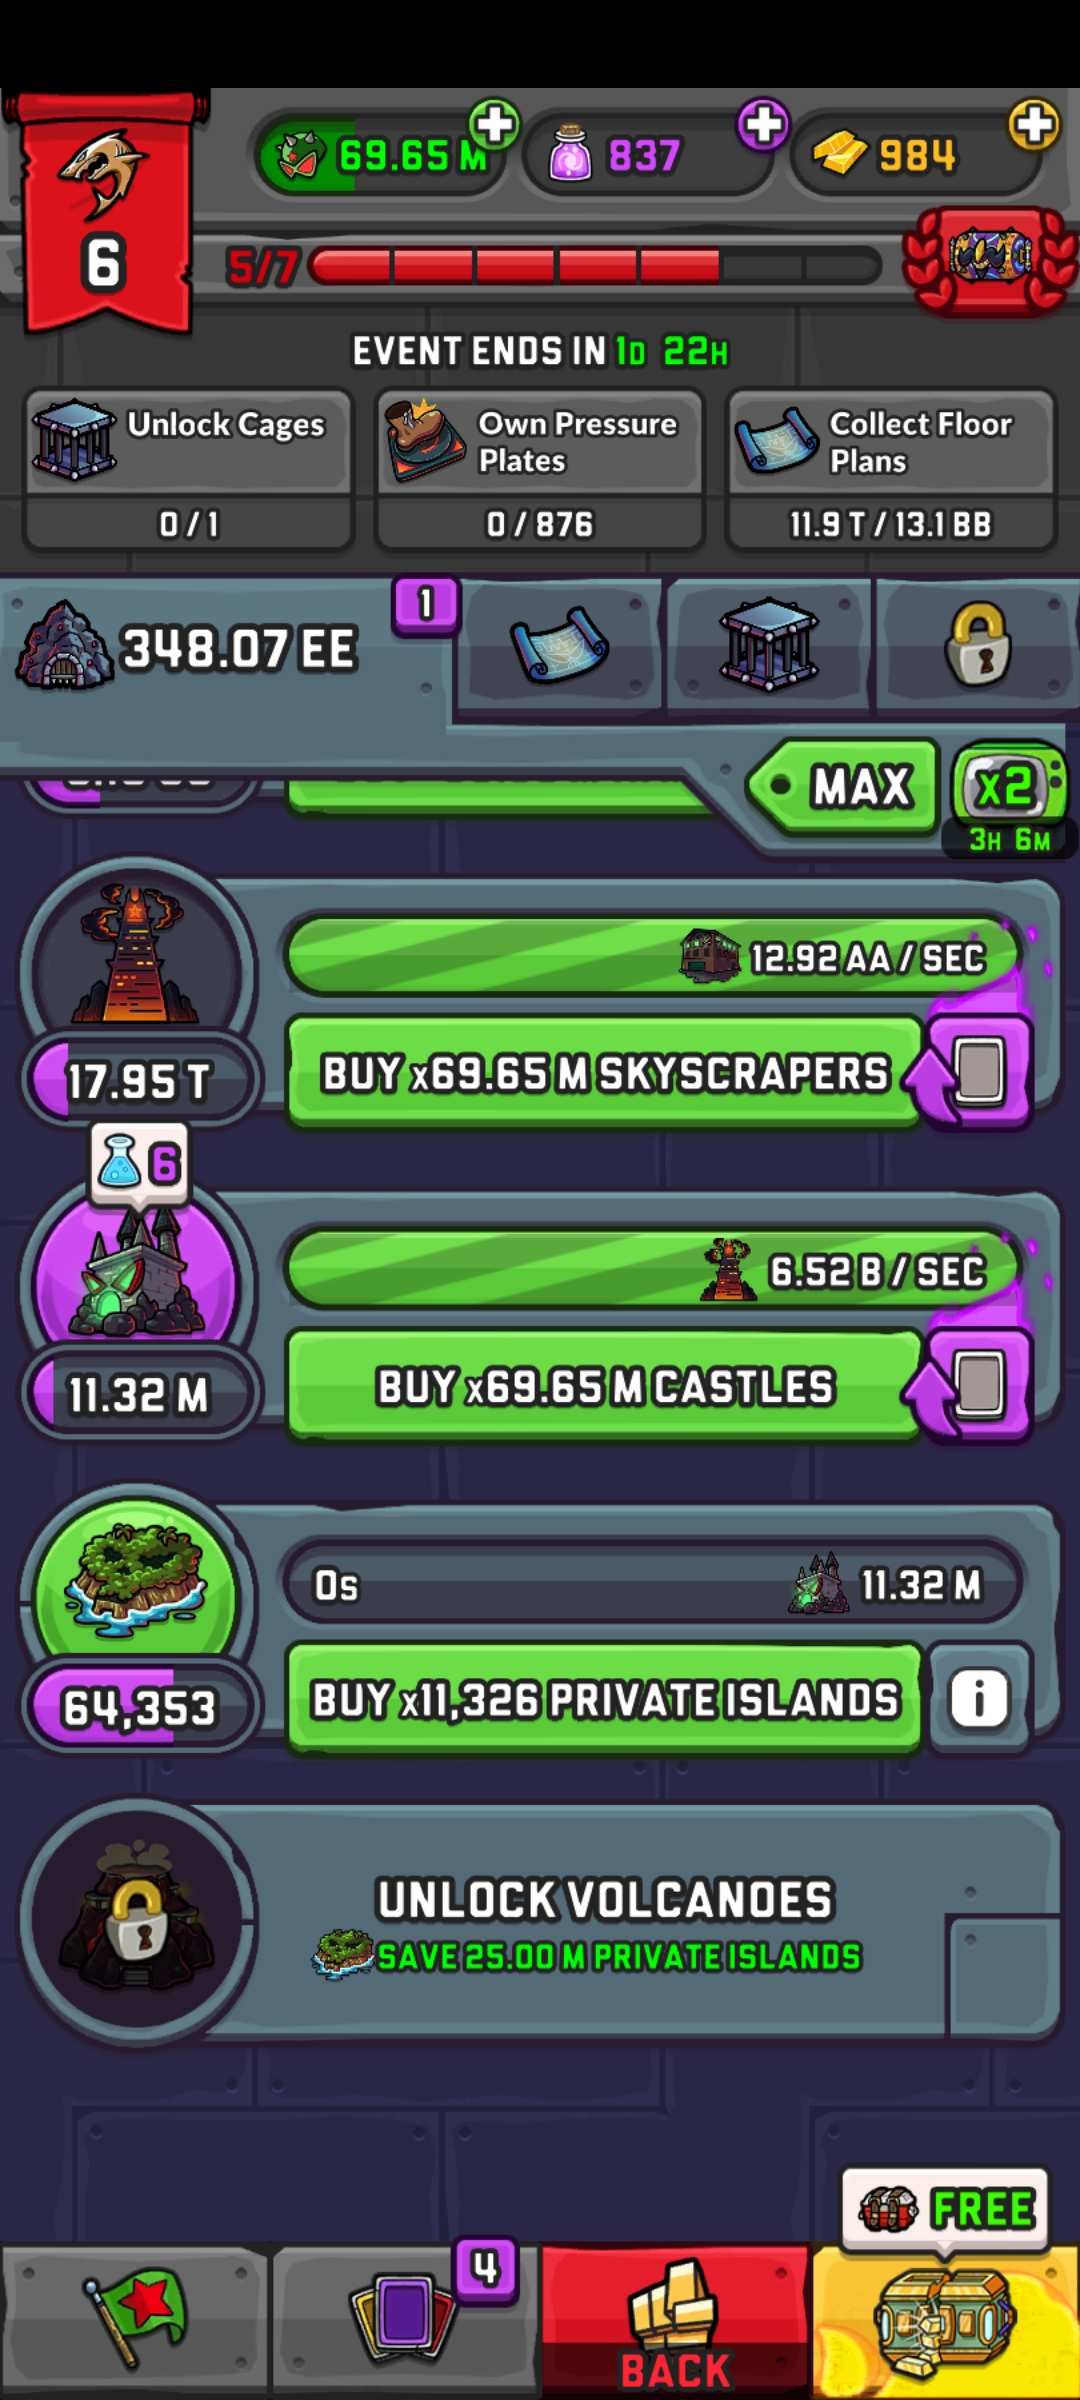 69.65 M
837
984
6
5/7
EVENT ENDS IN 1D 22H
Unlock Cages
0 / 1
Own Pressure
Plates
0 / 876
Collect Floor
Plans
11.9 T / 13.1 BB
348.07 EE
1
MAX
x2
3H 6M
12.92 AA / SEC
BUY x69.65 M SKYSCRAPERS
17.95 T
6
6.52 B / SEC
BUY x69.65 M CASTLES
11.32 M
0s
11.32 M
BUY x11,326 PRIVATE ISLANDS
i
64,353
UNLOCK VOLCANOES
SAVE 25.00 M PRIVATE ISLANDS
FREE
4
BACK